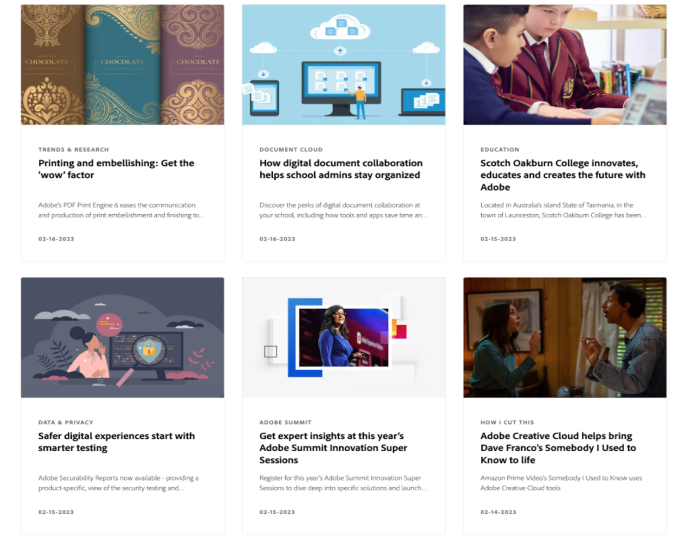 CHOCOLATE
CHOCOLATE
CHOCOLATE
TRENDS & RESEARCH
Printing and embellishing: Get the
'wow' factor
Adobe's PDF Print Engine 6 eases the communication
and production of print embellishment and finishing to...
02-16-2023
DOCUMENT CLOUD
How digital document collaboration
helps school admins stay organized
Discover the perks of digital document collaboration at
your school, including how tools and apps save time an...
02-16-2023
EDUCATION
Scotch Oakburn College innovates,
educates and creates the future with
Adobe
Located in Australia's island State of Tasmania, in the
town of Launceston, Scotch Oakburn College has been...
02-15-2023
DATA & PRIVACY
Safer digital experiences start with
smarter testing
Adobe Securability Reports now available - providing a
product-specific, view of the security testing and...
02-15-2023
ADOBE SUMMIT
Get expert insights at this year's
Adobe Summit Innovation Super
Sessions
Register for this year's Adobe Summit Innovation Super
Sessions to dive deep into specific solutions and launch...
02-15-2023
HOW I CUT THIS
Adobe Creative Cloud helps bring
Dave Franco's Somebody I Used to
Know to life
Amazon Prime Video's Somebody I Used to Know uses
Adobe Creative Cloud tools
02-14-2023